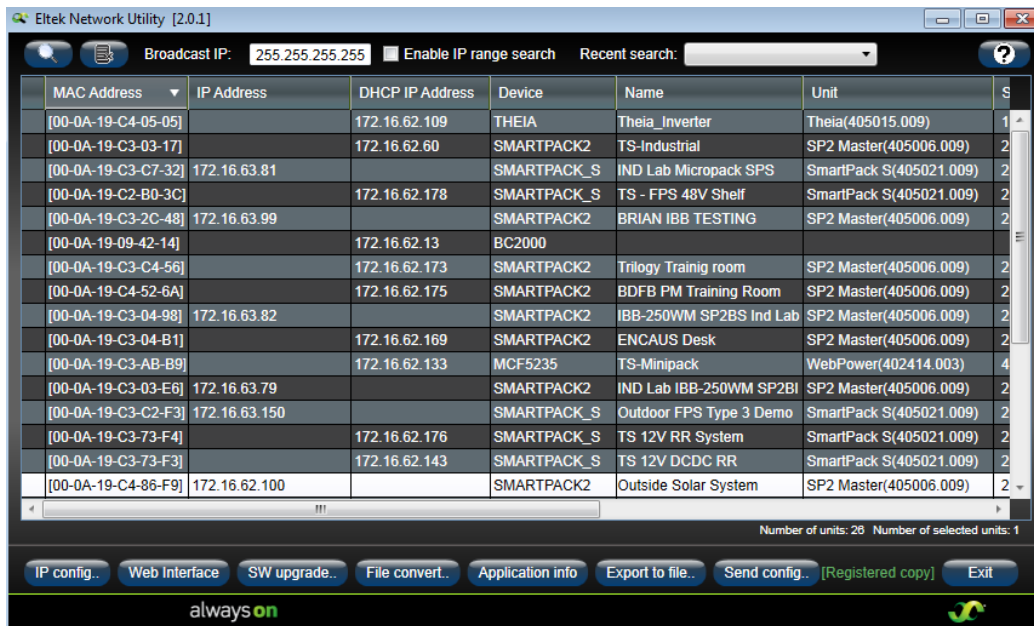 Eltek Network Utility [2.0.1]
Broadcast IP: 255.255.255.255 Enable IP range search Recent search: ?
MAC Address IP Address DHCP IP Address Device Name Unit S
[00-0A-19-C4-05-05] 172.16.62.109 THEIA Theia_Inverter Theia(405015.009) 1
[00-0A-19-C3-03-17] 172.16.62.60 SMARTPACK2 TS-Industrial SP2 Master(405006.009) 2
[00-0A-19-C3-C7-32] 172.16.63.81 SMARTPACK_S IND Lab Micropack SPS SmartPack S(405021.009) 2
[00-0A-19-C2-B0-3C] 172.16.62.178 SMARTPACK_S TS - FPS 48V Shelf SmartPack S(405021.009) 2
[00-0A-19-C3-2C-48] 172.16.63.99 SMARTPACK2 BRIAN IBB TESTING SP2 Master(405006.009) 2
[00-0A-19-09-42-14] 172.16.62.13 BC2000
[00-0A-19-C3-C4-56] 172.16.62.173 SMARTPACK2 Trilogy Trainig room SP2 Master(405006.009) 2
[00-0A-19-C4-52-6A] 172.16.62.175 SMARTPACK2 BDFB PM Training Room SP2 Master(405006.009) 2
[00-0A-19-C3-04-98] 172.16.63.82 SMARTPACK2 IBB-250WM SP2BS Ind Lab SP2 Master(405006.009) 2
[00-0A-19-C3-04-B1] 172.16.62.169 SMARTPACK2 ENCAUS Desk SP2 Master(405006.009) 2
[00-0A-19-C3-AB-B9] 172.16.62.133 MCF5235 TS-Minipack WebPower(402414.003) 4
[00-0A-19-C3-03-E6] 172.16.63.79 SMARTPACK2 IND Lab IBB-250WM SP2BI SP2 Master(405006.009) 2
[00-0A-19-C3-C2-F3] 172.16.63.150 SMARTPACK_S Outdoor FPS Type 3 Demo SmartPack S(405021.009) 2
[00-0A-19-C3-73-F4] 172.16.62.176 SMARTPACK_S TS 12V RR System SmartPack S(405021.009) 2
[00-0A-19-C3-73-F3] 172.16.62.143 SMARTPACK_S TS 12V DCDC RR SmartPack S(405021.009) 2
[00-0A-19-C4-86-F9] 172.16.62.100 SMARTPACK2 Outside Solar System SP2 Master(405006.009) 2
Number of units: 26 Number of selected units: 1
IP config.. Web Interface SW upgrade.. File convert.. Application info Export to file.. Send config.. [Registered copy] Exit
always on